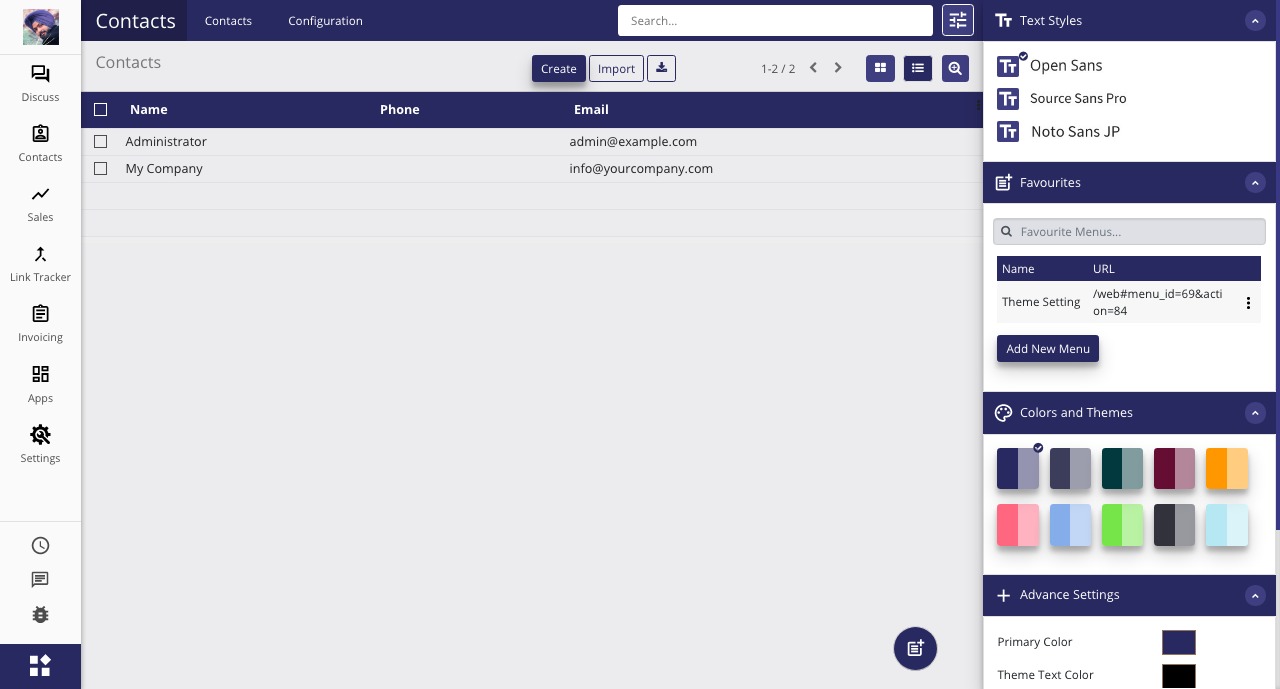 Contacts
Contacts
Configuration
Search...
Text Styles
Contacts
Create
Import
1-2 / 2
Name
Phone
Email
Administrator
admin@example.com
My Company
info@yourcompany.com
Discuss
Contacts
Sales
Link Tracker
Invoicing
Apps
Settings
Open Sans
Source Sans Pro
Noto Sans JP
Favourites
Favourite Menus...
Name
URL
Theme Setting
/web#menu_id=69&acti
on=84
Add New Menu
Colors and Themes
Advance Settings
Primary Color
Theme Text Color